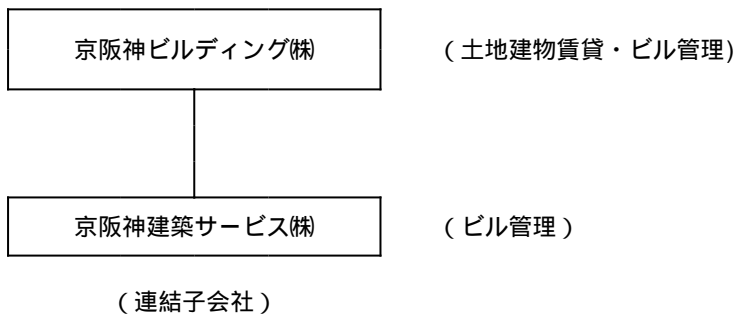 京阪神ビルディング㈱
(土地建物賃貸・ビル管理)
京阪神建築サービス㈱
(ビル管理)
(連結子会社)